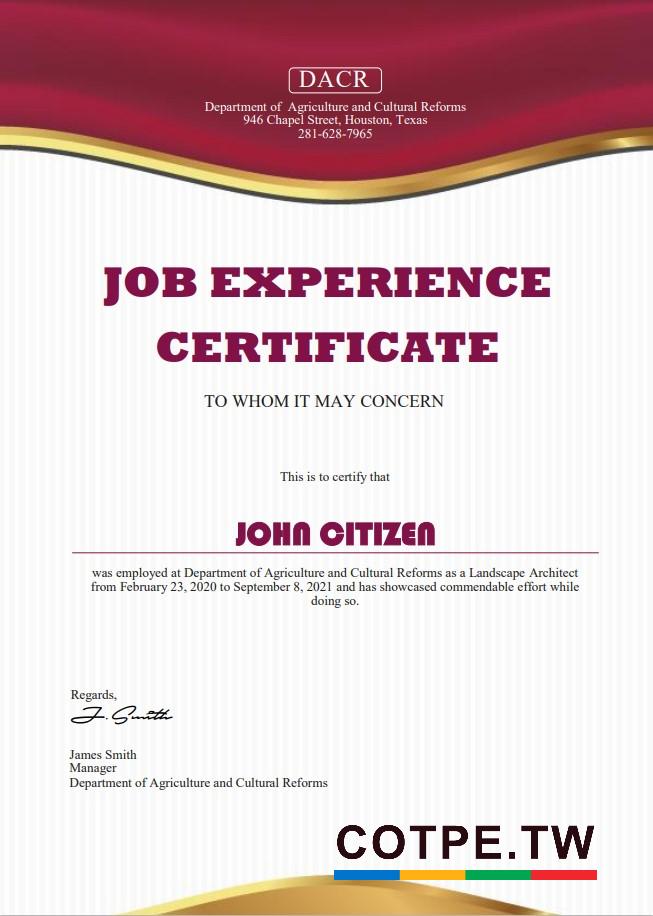 DACR
Department of Agriculture and Cultural Reforms
946 Chapel Street, Houston, Texas
281-628-7965
JOB EXPERIENCE
CERTIFICATE
TO WHOM IT MAY CONCERN
This is to certify that
JOHN CITIZEN
was employed at Department of Agriculture and Cultural Reforms as a Landscape Architect
from February 23, 2020 to September 8, 2021 and has showcased commendable effort while
doing so.
Regards,
J. Smith
James Smith
Manager
Department of Agriculture and Cultural Reforms
COTPE.TW